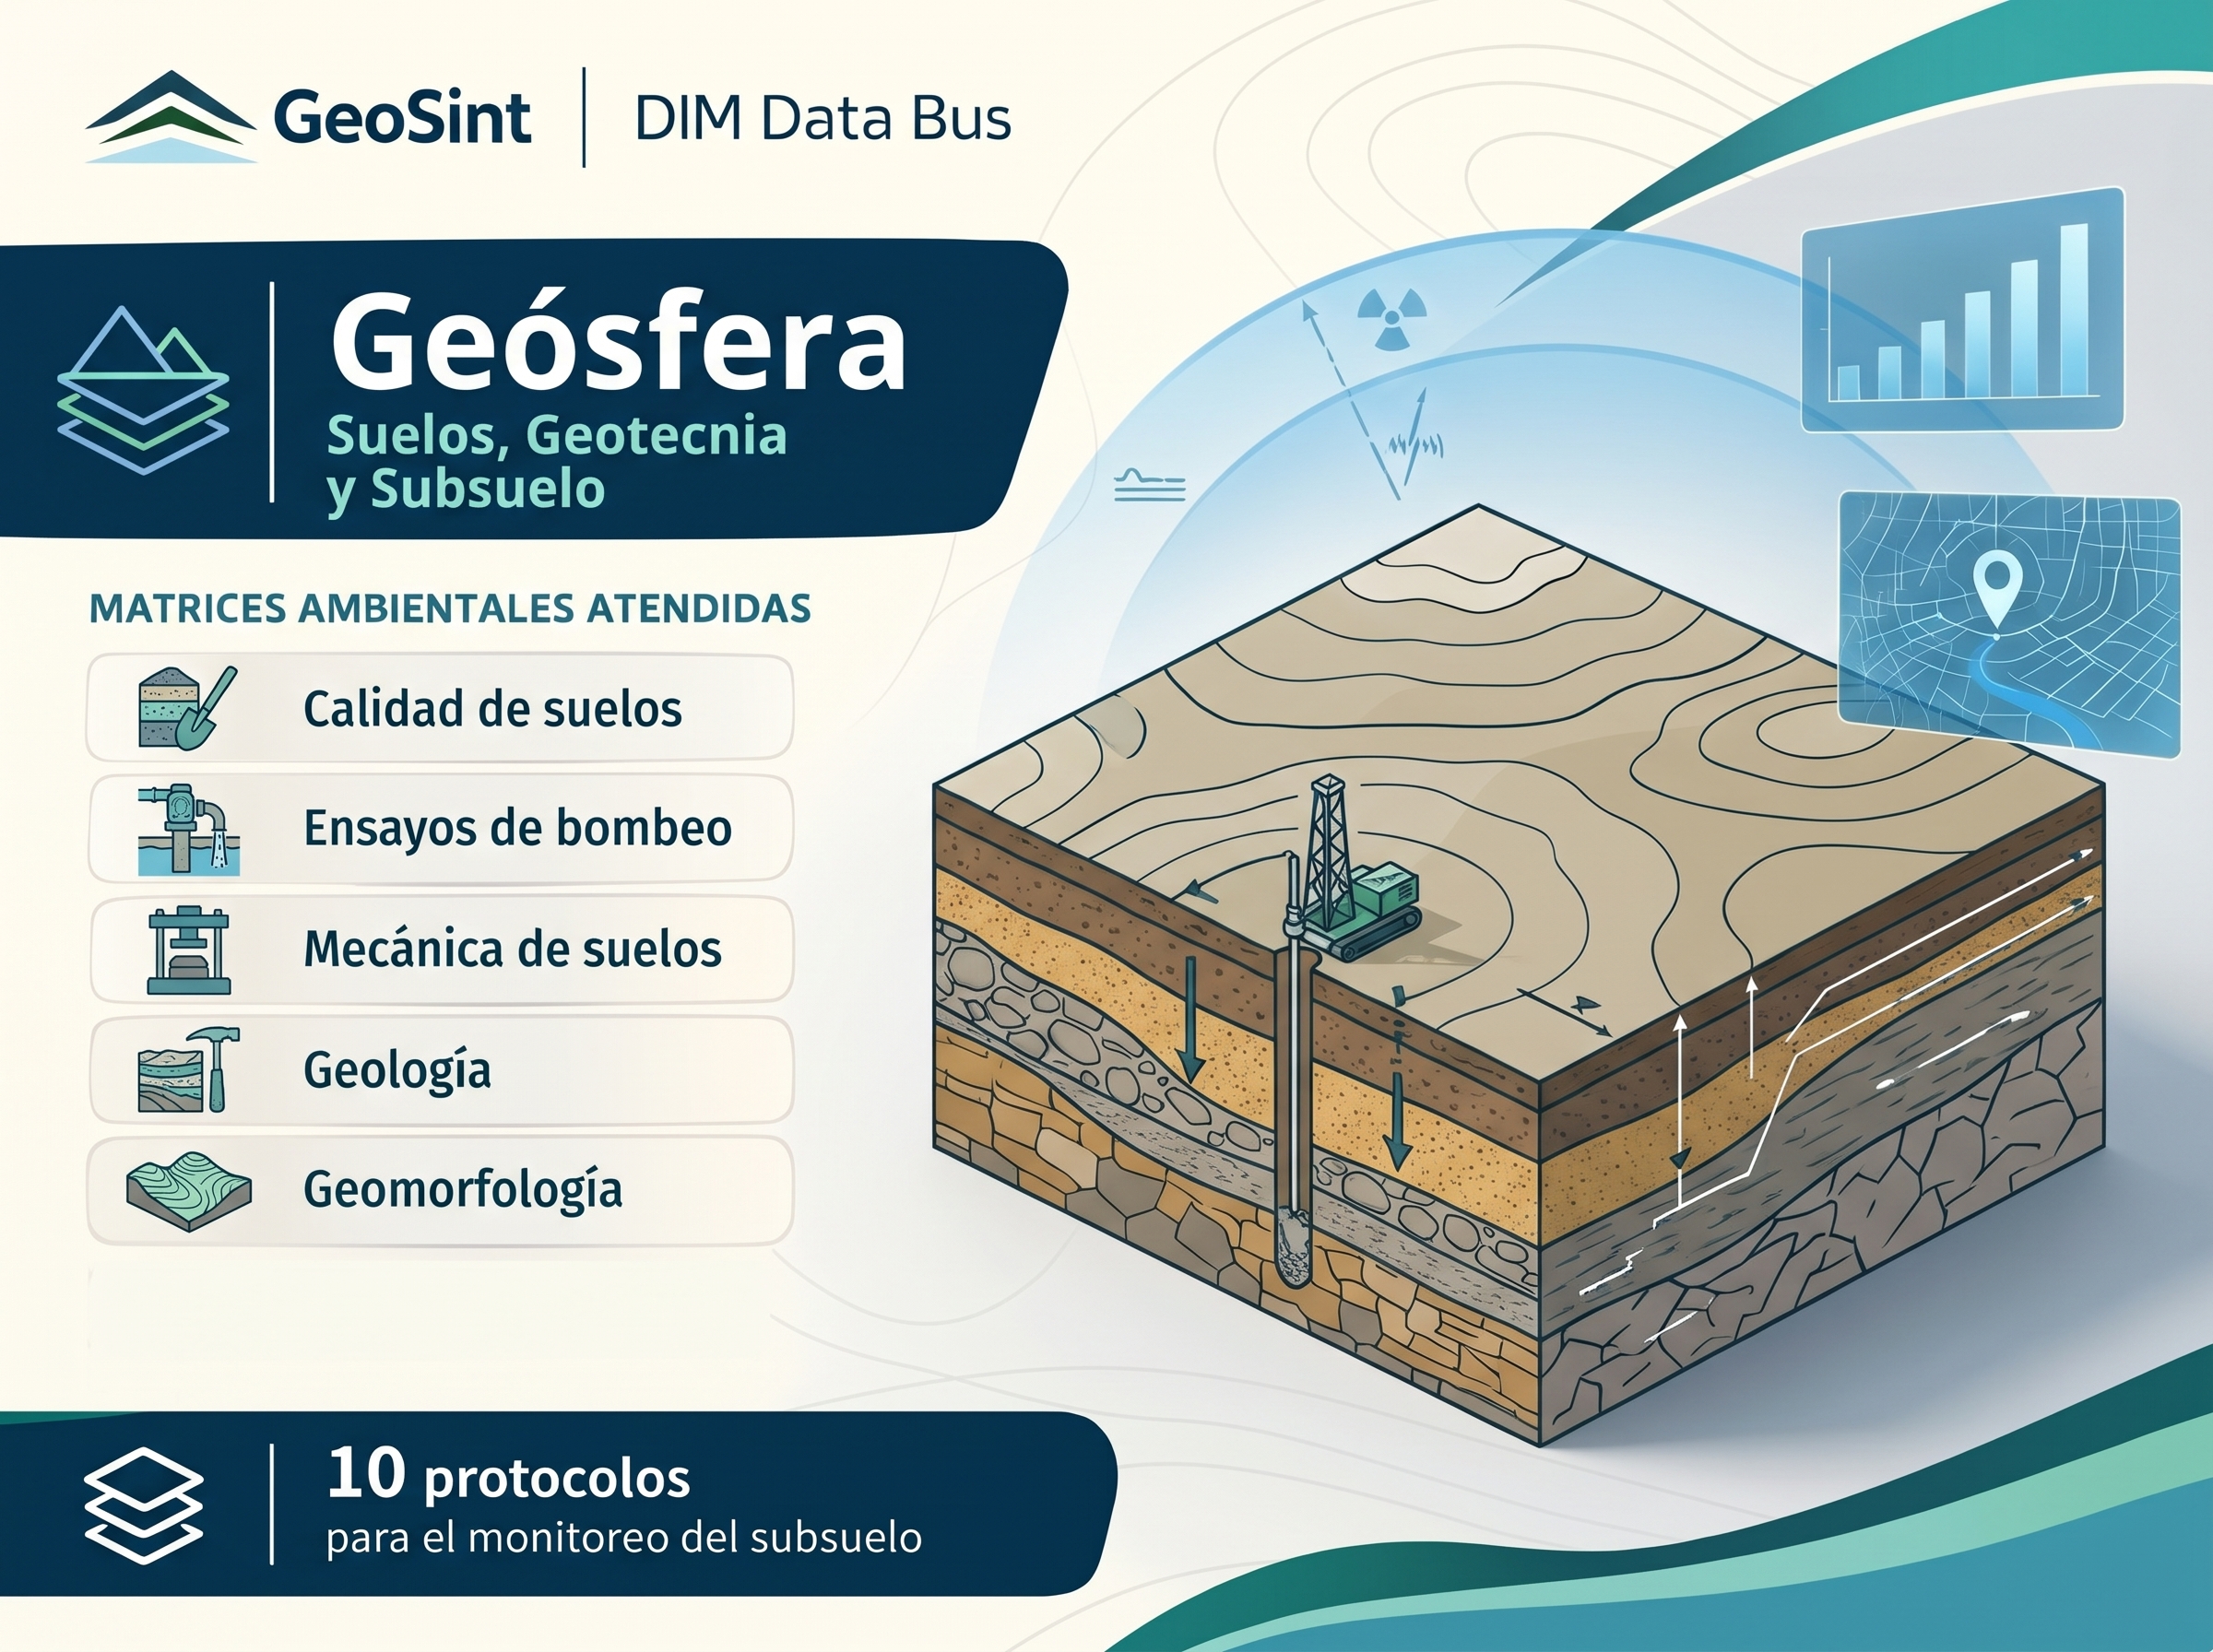 GeoSint | DIM Data Bus
Geósfera
Suelos, Geotecnia
y Subsuelo
MATRICES AMBIENTALES ATENDIDAS
Calidad de suelos
Ensayos de bombeo
Mecánica de suelos
Geología
Geomorfología
10 protocolos
para el monitoreo del subsuelo